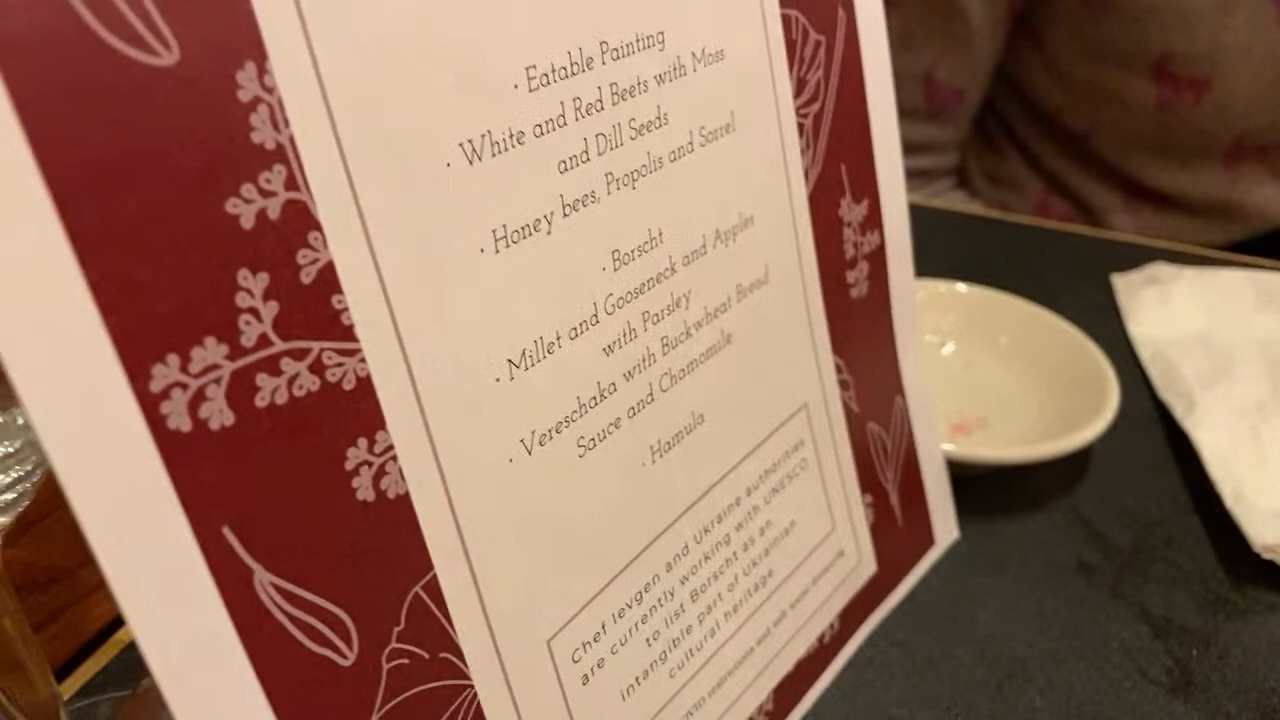 · Eatable Painting
· White and Red Beets with Moss
and Dill Seeds
· Honey bees, Propolis and Sorrel
· Borscht
· Millet and Gooseneck and Apples
with Parsley
· Vereschaka with Buckwheat Bread
Sauce and Chamomile
· Hamula
Chef Ievgen and Ukraine authorities
are currently working with UNESCO
to list Borscht as an
intangible part of Ukrainian
cultural heritage